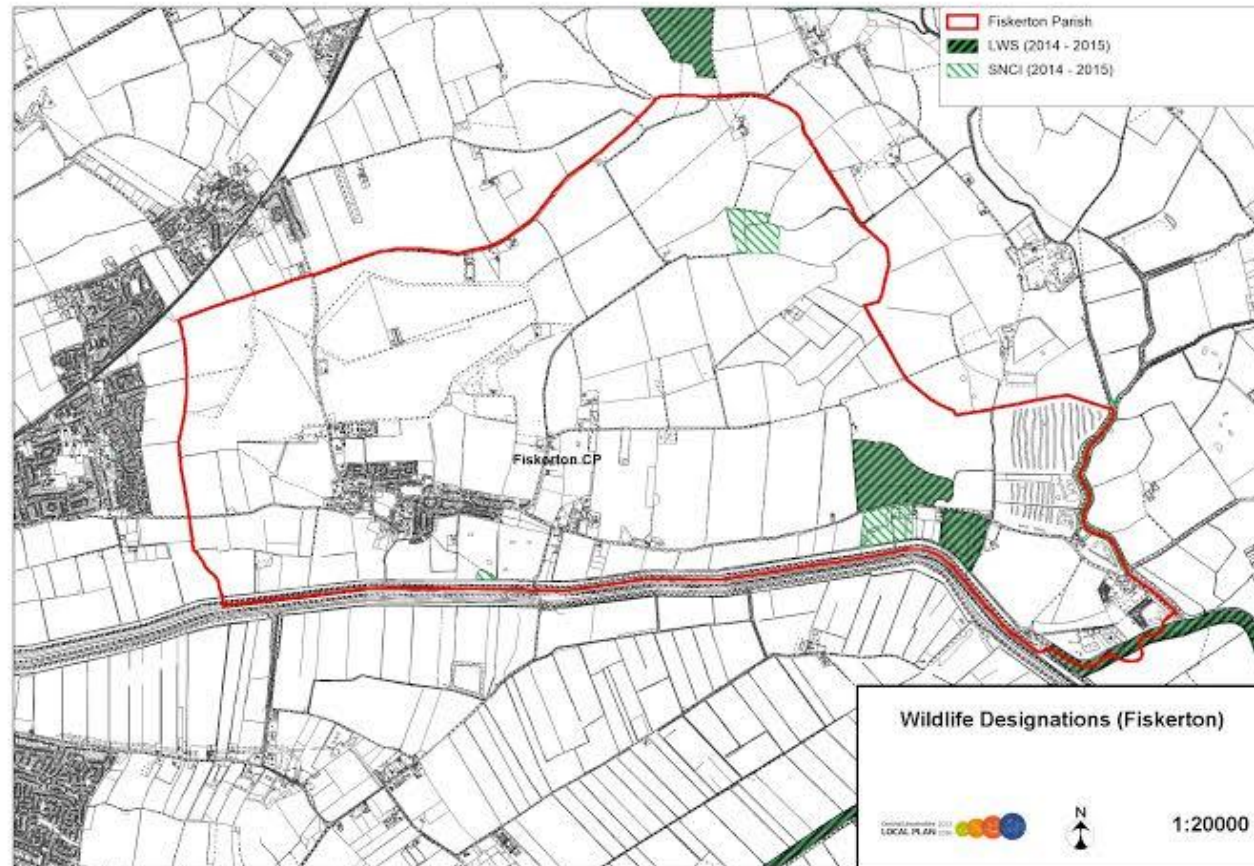 Fiskerton Parish
LWS (2014 - 2015)
SNCI (2014 - 2015)
Fiskerton CP
Wildlife Designations (Fiskerton)
LOCAL PLAN
N
1:20000